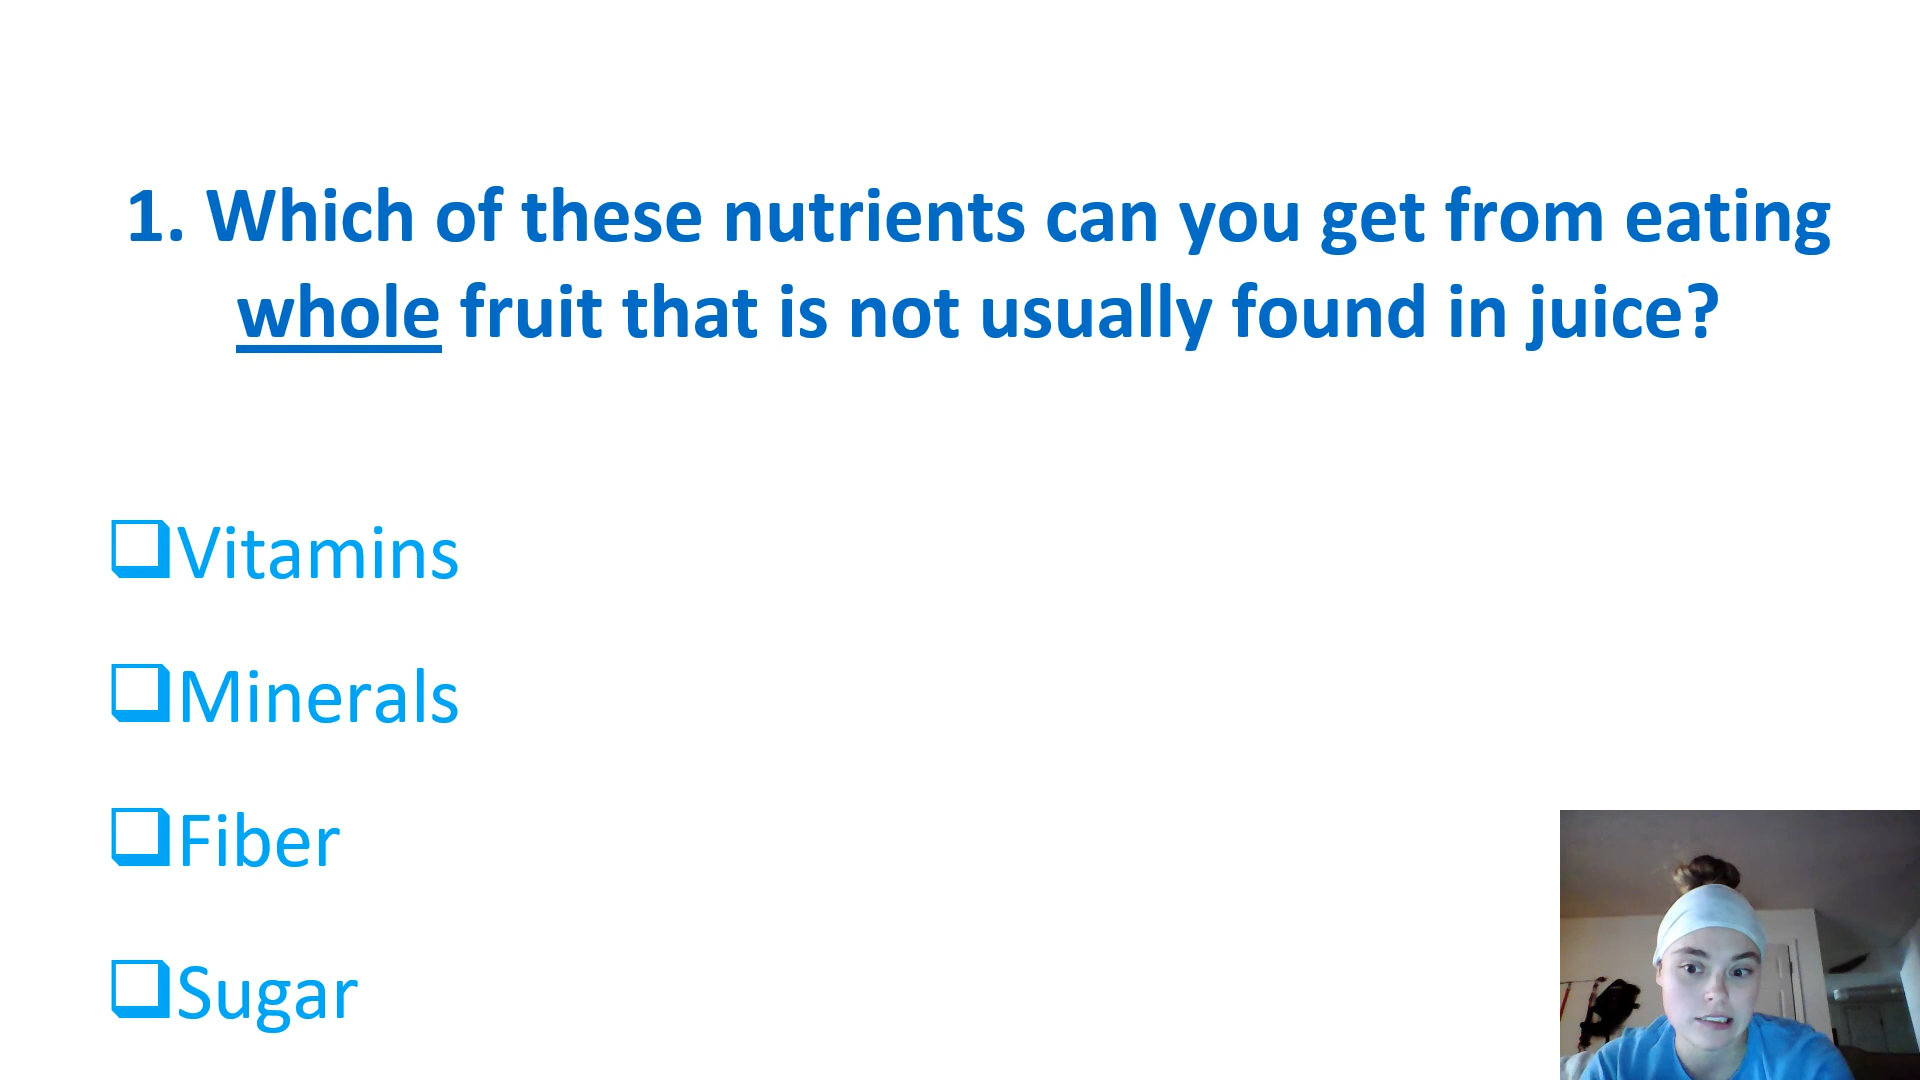 1. Which of these nutrients can you get from eating
whole fruit that is not usually found in juice?
Vitamins
Minerals
Fiber
Sugar